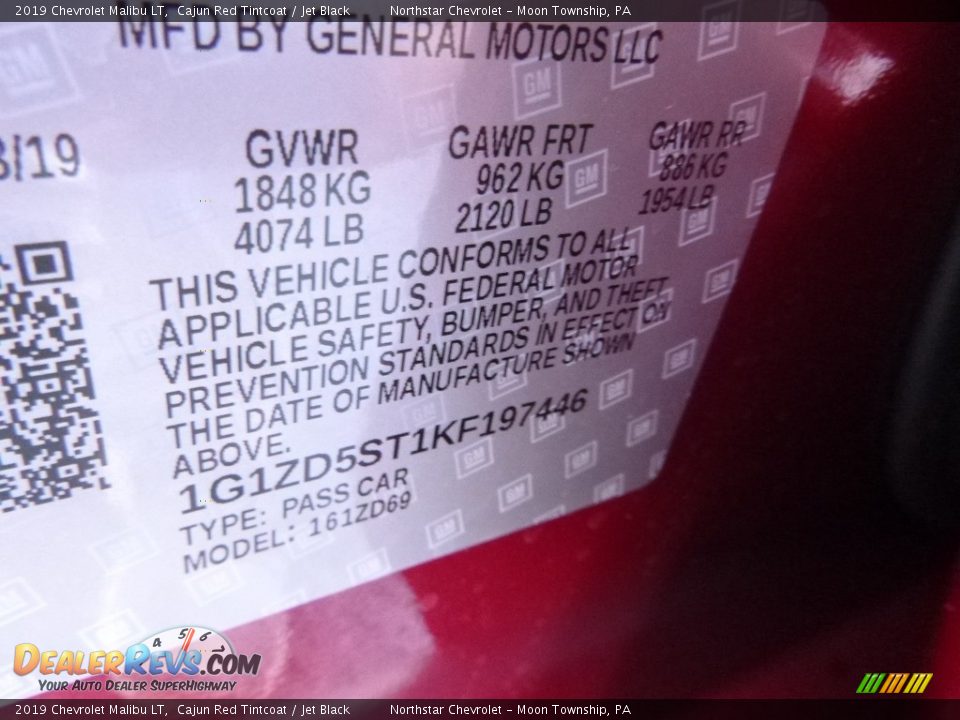 2019 Chevrolet Malibu LT, Cajun Red Tintcoat / Jet Black Northstar Chevrolet - Moon Township, PA
MFD BY GENERAL MOTORS LLC
/19
GVWR GAWR FRT GAWR RR
1848 KG 962 KG 886 KG
4074 LB 2120 LB 1954 LB
THIS VEHICLE CONFORMS TO ALL
APPLICABLE U.S. FEDERAL MOTOR
VEHICLE SAFETY, BUMPER, AND THEFT
PREVENTION STANDARDS IN EFFECT ON
THE DATE OF MANUFACTURE SHOWN
ABOVE.
1G1ZD5ST1KF197446
TYPE: PASS CAR
MODEL: 161ZD69
4 5 6
DEALERREVS.COM
YOUR AUTO DEALER SUPERHIGHWAY
2019 Chevrolet Malibu LT, Cajun Red Tintcoat / Jet Black Northstar Chevrolet - Moon Township, PA